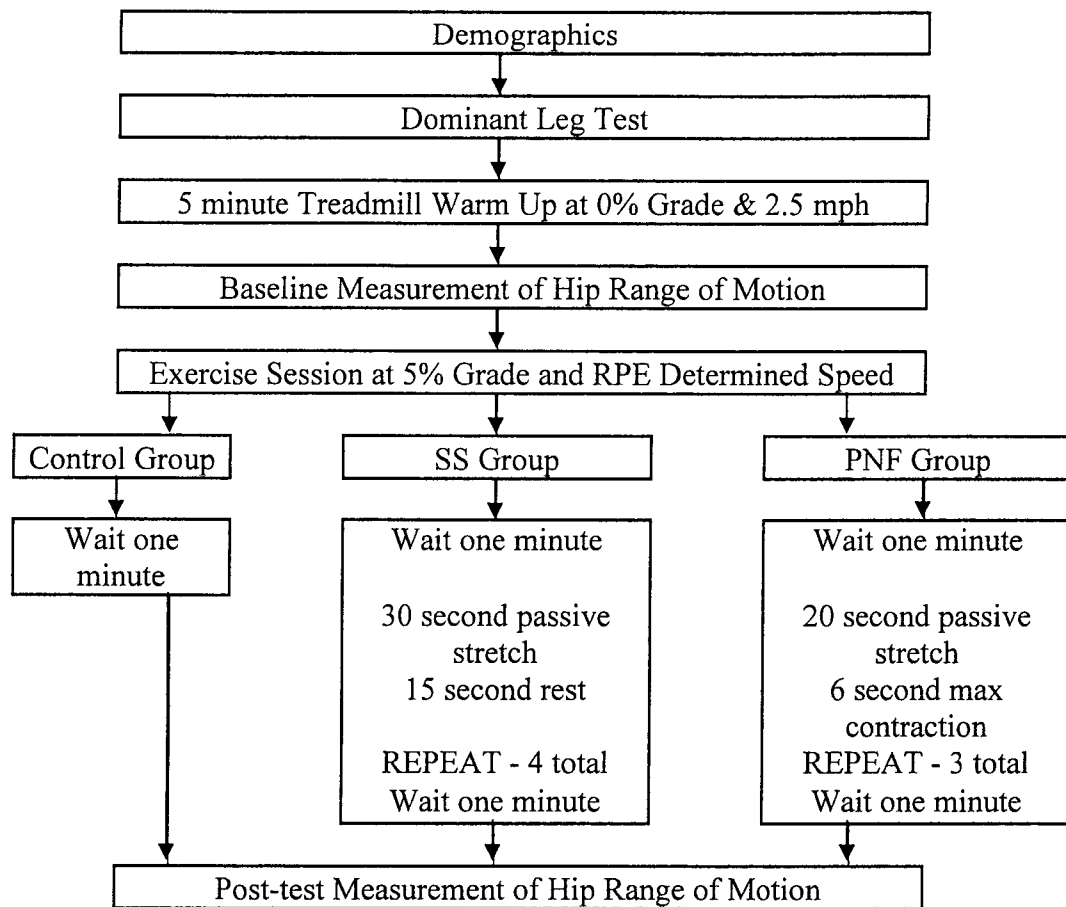 Demographics
Dominant Leg Test
5 minute Treadmill Warm Up at 0% Grade & 2.5 mph
Baseline Measurement of Hip Range of Motion
Exercise Session at 5% Grade and RPE Determined Speed
Control Group
SS Group
PNF Group
Wait one
minute
Wait one minute
30 second passive
stretch
15 second rest
REPEAT - 4 total
Wait one minute
Wait one minute
20 second passive
stretch
6 second max
contraction
REPEAT - 3 total
Wait one minute
Post-test Measurement of Hip Range of Motion